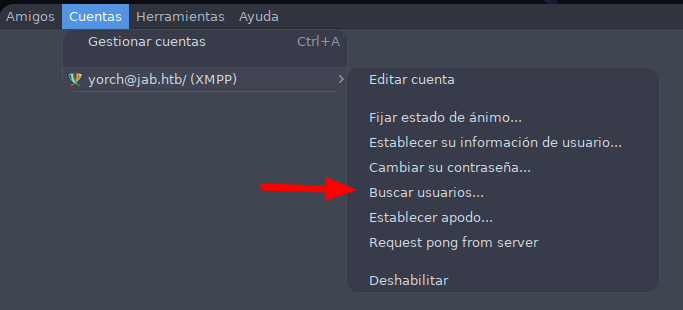 Amigos Cuentas Herramientas Ayuda
Gestionar cuentas Ctrl+A
yorch@jab.htb/ (XMPP)
Editar cuenta
Fijar estado de ánimo...
Establecer su información de usuario...
Cambiar su contraseña...
Buscar usuarios...
Establecer apodo...
Request pong from server
Deshabilitar